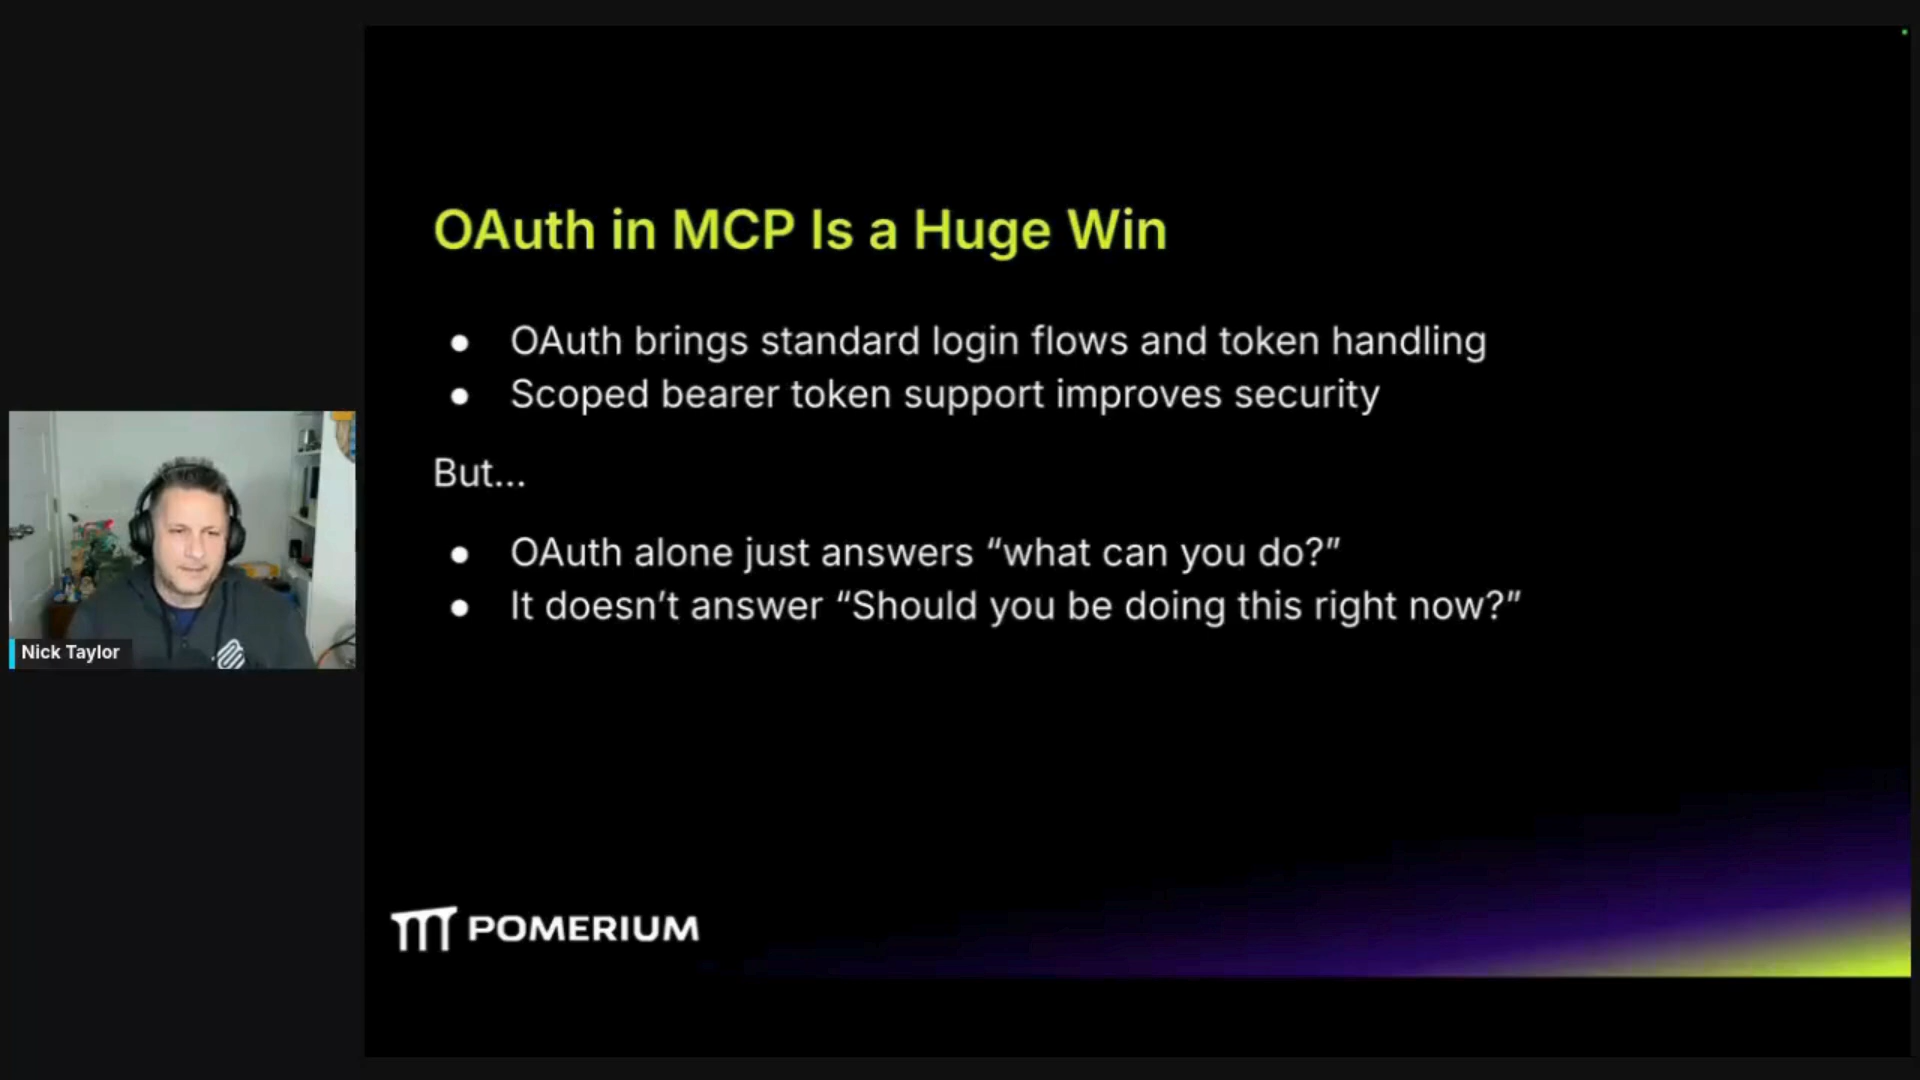 OAuth in MCP Is a Huge Win
● OAuth brings standard login flows and token handling
● Scoped bearer token support improves security
But...
● OAuth alone just answers “what can you do?”
● It doesn’t answer “Should you be doing this right now?”
Nick Taylor
POMERIUM